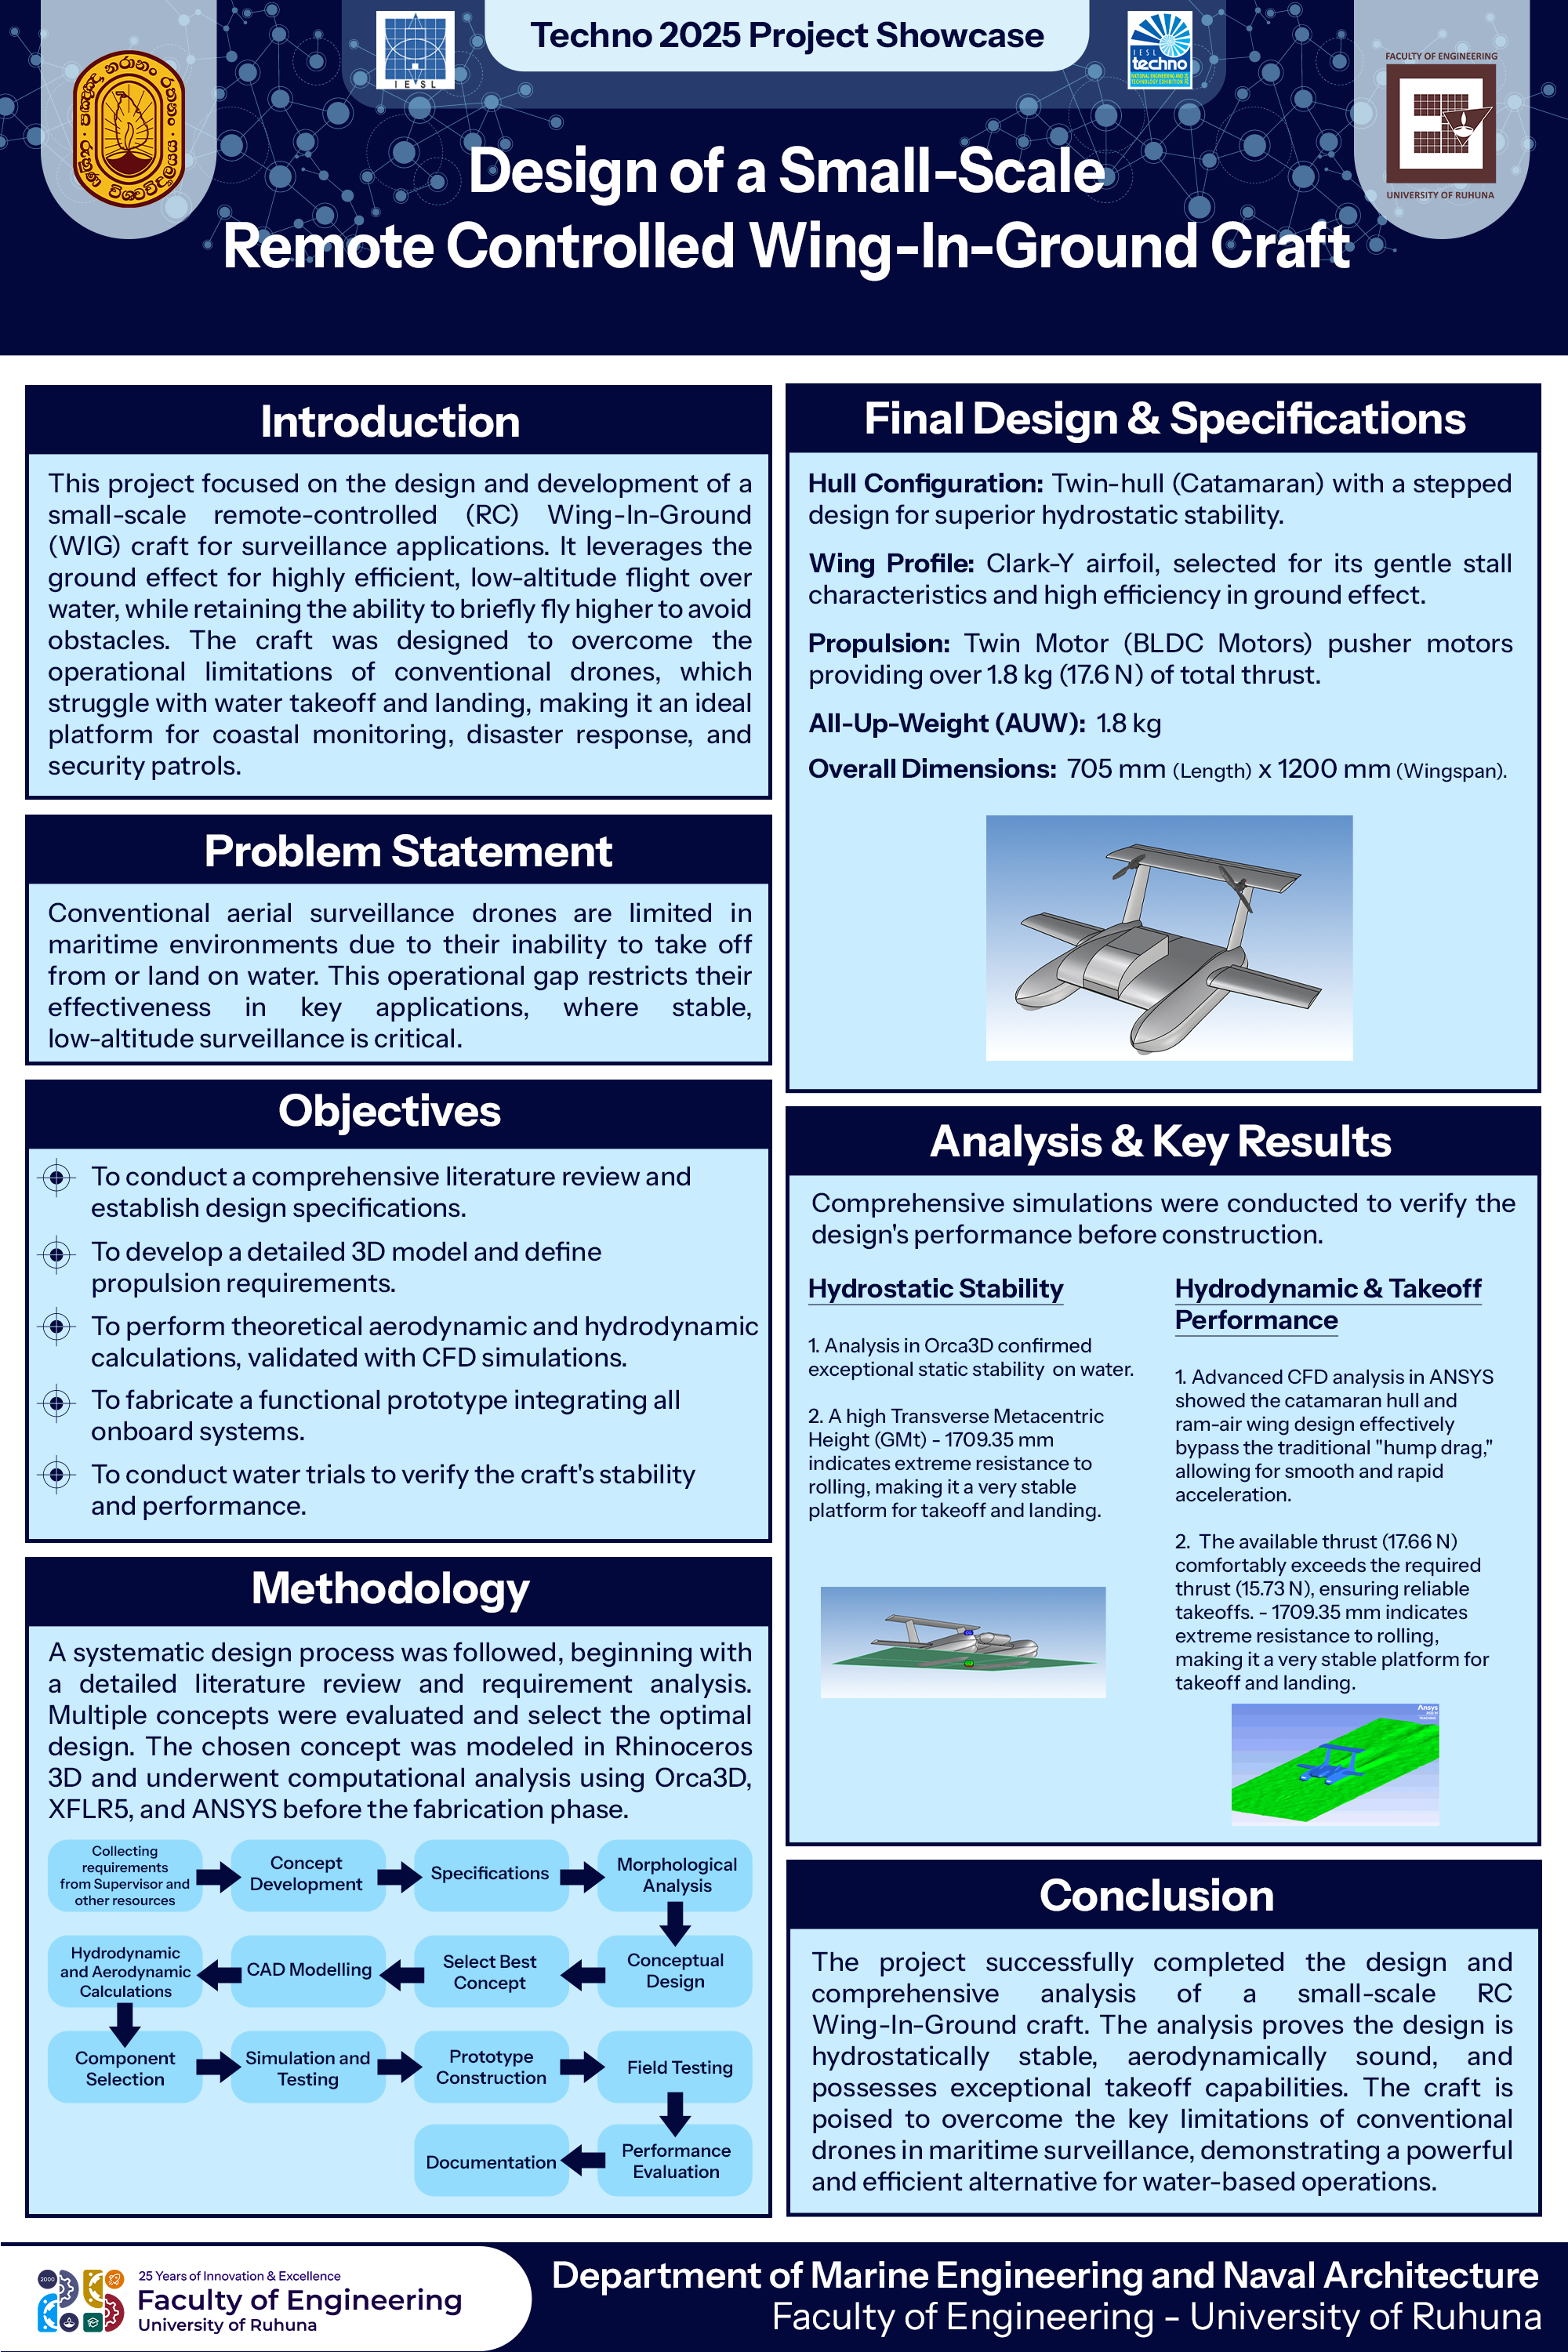 Techno 2025 Project Showcase
IESL
IESL
techno
FACULTY OF ENGINEERING
UNIVERSITY OF RUHUNA
Design of a Small-Scale
Remote Controlled Wing-In-Ground Craft
Introduction
This project focused on the design and development of a
small-scale remote-controlled (RC) Wing-In-Ground
(WIG) craft for surveillance applications. It leverages the
ground effect for highly efficient, low-altitude flight over
water, while retaining the ability to briefly fly higher to avoid
obstacles. The craft was designed to overcome the
operational limitations of conventional drones, which
struggle with water takeoff and landing, making it an ideal
platform for coastal monitoring, disaster response, and
security patrols.
Problem Statement
Conventional aerial surveillance drones are limited in
maritime environments due to their inability to take off
from or land on water. This operational gap restricts their
effectiveness in key applications, where stable,
low-altitude surveillance is critical.
Objectives
To conduct a comprehensive literature review and
establish design specifications.
To develop a detailed 3D model and define
propulsion requirements.
To perform theoretical aerodynamic and hydrodynamic
calculations, validated with CFD simulations.
To fabricate a functional prototype integrating all
onboard systems.
To conduct water trials to verify the craft's stability
and performance.
Methodology
A systematic design process was followed, beginning with
a detailed literature review and requirement analysis.
Multiple concepts were evaluated and select the optimal
design. The chosen concept was modeled in Rhinoceros
3D and underwent computational analysis using Orca3D,
XFLR5, and ANSYS before the fabrication phase.
Collecting
requirements
from Supervisor and
other resources
Concept
Development
Specifications
Morphological
Analysis
Hydrodynamic
and Aerodynamic
Calculations
CAD Modelling
Select Best
Concept
Conceptual
Design
Component
Selection
Simulation and
Testing
Prototype
Construction
Field Testing
Documentation
Performance
Evaluation
Final Design & Specifications
Hull Configuration: Twin-hull (Catamaran) with a stepped
design for superior hydrostatic stability.
Wing Profile: Clark-Y airfoil, selected for its gentle stall
characteristics and high efficiency in ground effect.
Propulsion: Twin Motor (BLDC Motors) pusher motors
providing over 1.8 kg (17.6 N) of total thrust.
All-Up-Weight (AUW): 1.8 kg
Overall Dimensions: 705 mm (Length) x 1200 mm (Wingspan).
Analysis & Key Results
Comprehensive simulations were conducted to verify the
design's performance before construction.
Hydrostatic Stability
1. Analysis in Orca3D confirmed
exceptional static stability on water.
2. A high Transverse Metacentric
Height (GMt) - 1709.35 mm
indicates extreme resistance to
rolling, making it a very stable
platform for takeoff and landing.
Hydrodynamic & Takeoff
Performance
1. Advanced CFD analysis in ANSYS
showed the catamaran hull and
ram-air wing design effectively
bypass the traditional "hump drag,"
allowing for smooth and rapid
acceleration.
2. The available thrust (17.66 N)
comfortably exceeds the required
thrust (15.73 N), ensuring reliable
takeoffs. - 1709.35 mm indicates
extreme resistance to rolling,
making it a very stable platform for
takeoff and landing.
Ansys
Conclusion
The project successfully completed the design and
comprehensive analysis of a small-scale RC
Wing-In-Ground craft. The analysis proves the design is
hydrostatically stable, aerodynamically sound, and
possesses exceptional takeoff capabilities. The craft is
poised to overcome the key limitations of conventional
drones in maritime surveillance, demonstrating a powerful
and efficient alternative for water-based operations.
2000
25 Years of Innovation & Excellence
Faculty of Engineering
University of Ruhuna
Department of Marine Engineering and Naval Architecture
Faculty of Engineering - University of Ruhuna